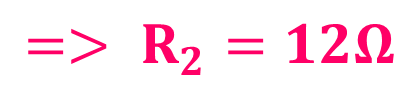 => R₂ = 12Ω